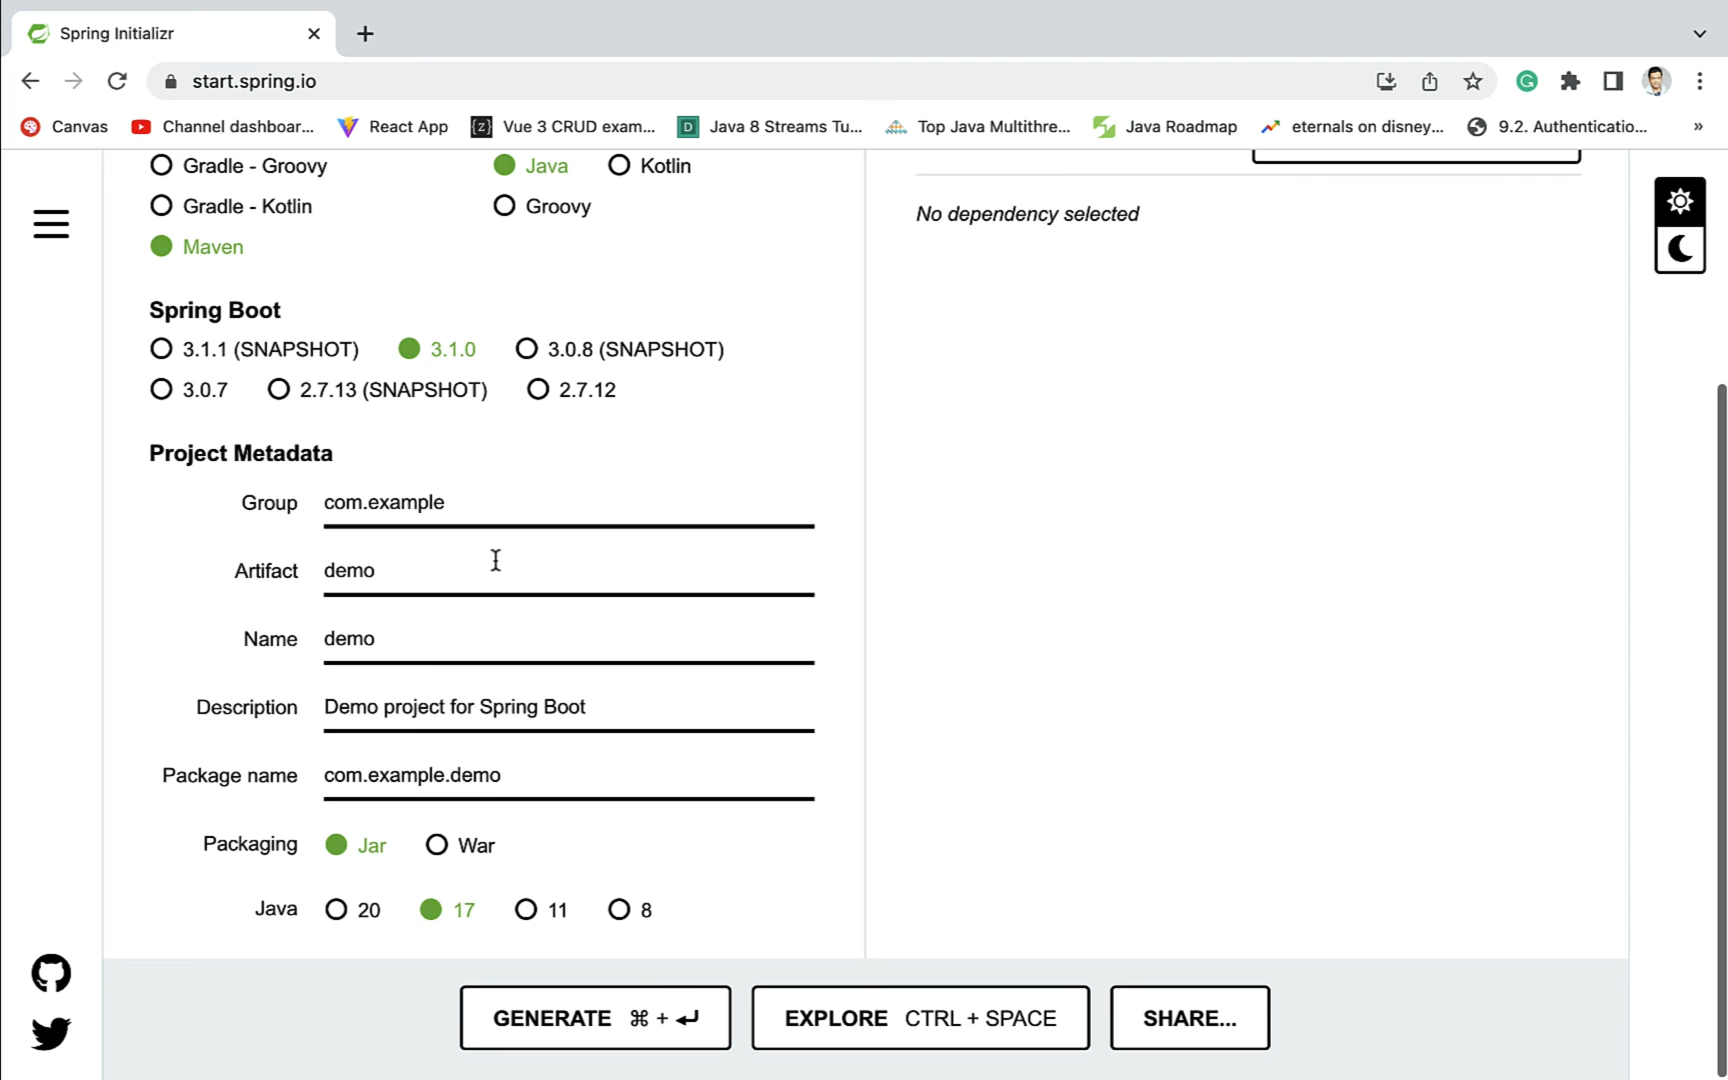 Spring Initializr
start.spring.io
Canvas
Channel dashboar...
React App
Vue 3 CRUD exam...
Java 8 Streams Tu...
Top Java Multithre...
Java Roadmap
eternals on disney...
9.2. Authenticatio...
»
Gradle - Groovy
Java
Kotlin
Gradle - Kotlin
Groovy
Maven
No dependency selected
Spring Boot
3.1.1 (SNAPSHOT)
3.1.0
3.0.8 (SNAPSHOT)
3.0.7
2.7.13 (SNAPSHOT)
2.7.12
Project Metadata
Group com.example
Artifact demo
Name demo
Description Demo project for Spring Boot
Package name com.example.demo
Packaging Jar War
Java 20 17 11 8
GENERATE ⌘ + ↵
EXPLORE CTRL + SPACE
SHARE...